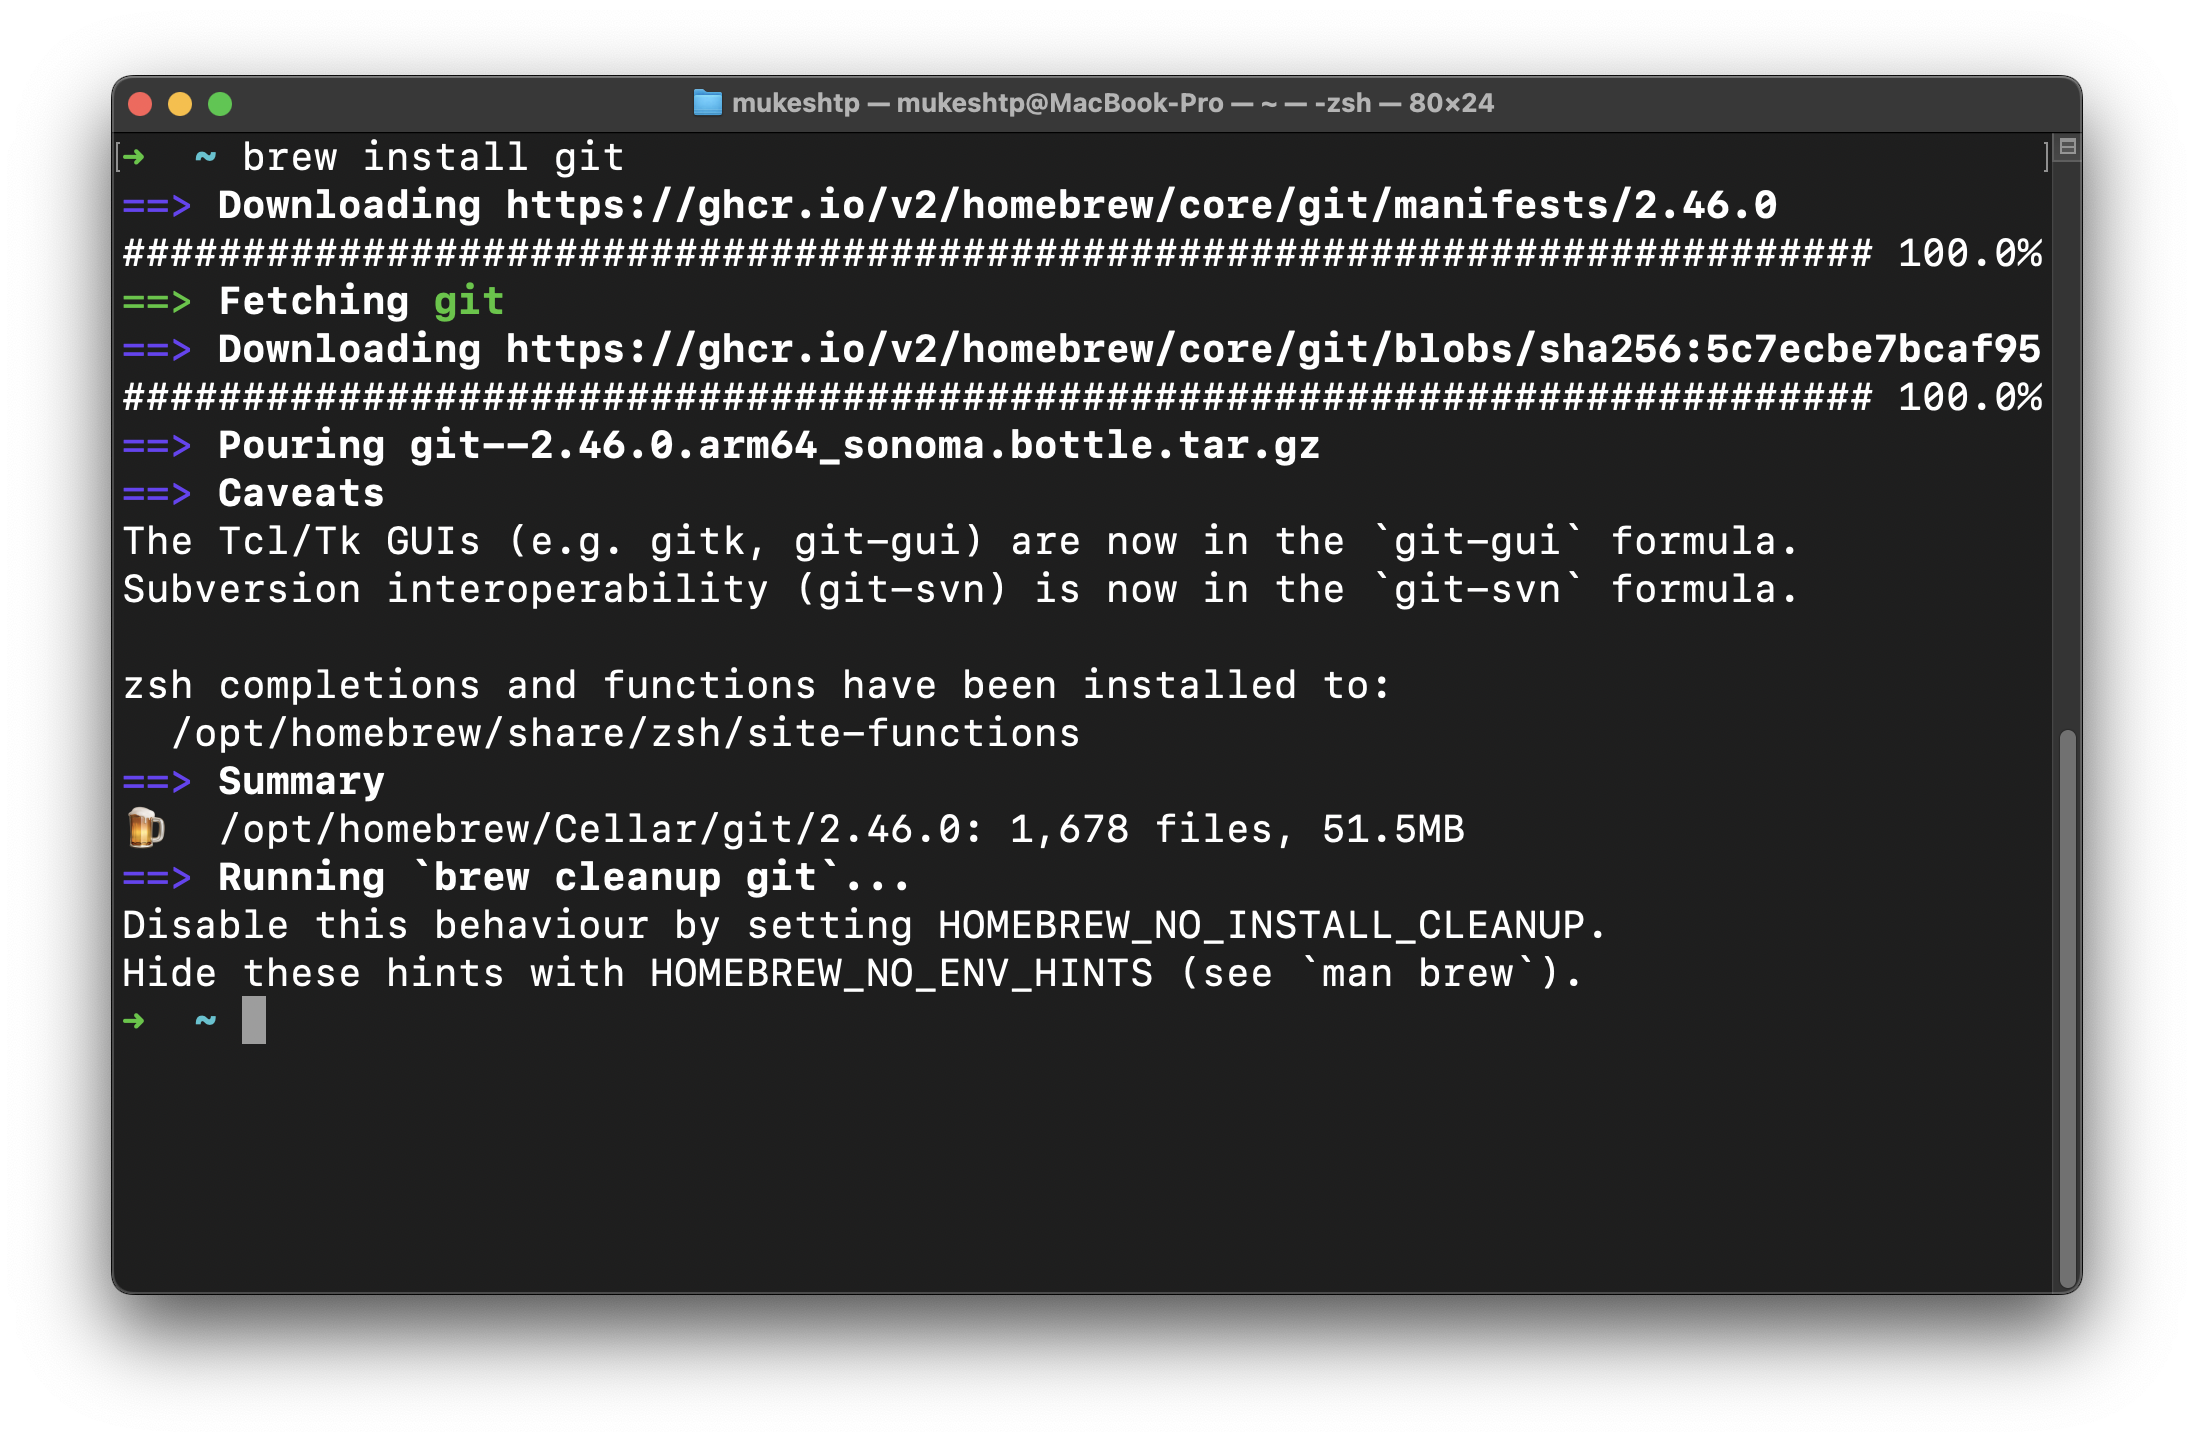 mukeshtp — mukeshtp@MacBook-Pro — ~ — -zsh — 80×24
[➜  ~ brew install git ]
==> Downloading https://ghcr.io/v2/homebrew/core/git/manifests/2.46.0
######################################################################### 100.0%
==> Fetching git
==> Downloading https://ghcr.io/v2/homebrew/core/git/blobs/sha256:5c7ecbe7bcaf95
######################################################################### 100.0%
==> Pouring git--2.46.0.arm64_sonoma.bottle.tar.gz
==> Caveats
The Tcl/Tk GUIs (e.g. gitk, git-gui) are now in the `git-gui` formula.
Subversion interoperability (git-svn) is now in the `git-svn` formula.

zsh completions and functions have been installed to:
  /opt/homebrew/share/zsh/site-functions
==> Summary
🍺  /opt/homebrew/Cellar/git/2.46.0: 1,678 files, 51.5MB
==> Running `brew cleanup git`...
Disable this behaviour by setting HOMEBREW_NO_INSTALL_CLEANUP.
Hide these hints with HOMEBREW_NO_ENV_HINTS (see `man brew`).
➜  ~